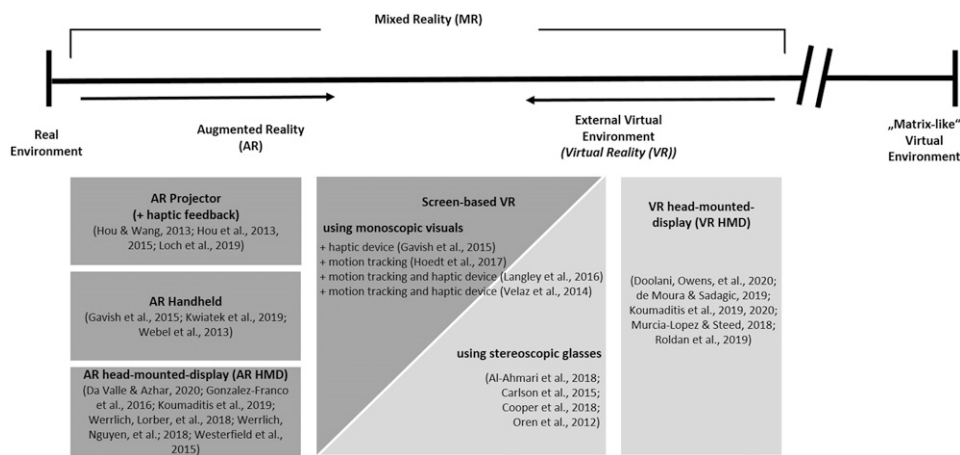 Mixed Reality (MR)
Real
Environment
Augmented Reality
(AR)
External Virtual
Environment
(Virtual Reality (VR))
„Matrix-like“
Virtual
Environment
AR Projector
(+ haptic feedback)
(Hou & Wang, 2013; Hou et al., 2013,
2015; Loch et al., 2019)
AR Handheld
(Gavish et al., 2015; Kwiatek et al., 2019;
Webel et al., 2013)
AR head-mounted-display (AR HMD)
(Da Valle & Azhar, 2020; Gonzalez-Franco
et al., 2016; Koumaditis et al., 2019;
Werrlich, Lorber, et al., 2018; Werrlich,
Nguyen, et al.; 2018; Westerfield et al.,
2015)
Screen-based VR
using monoscopic visuals
+ haptic device (Gavish et al., 2015)
+ motion tracking (Hoedt et al., 2017)
+ motion tracking and haptic device (Langley et al., 2016)
+ motion tracking and haptic device (Velaz et al., 2014)
using stereoscopic glasses
(Al-Ahmari et al., 2018;
Carlson et al., 2015;
Cooper et al., 2018;
Oren et al., 2012)
VR head-mounted-
display (VR HMD)
(Doolani, Owens, et al., 2020;
de Moura & Sadagic, 2019;
Koumaditis et al., 2019, 2020;
Murcia-Lopez & Steed, 2018;
Roldan et al., 2019)